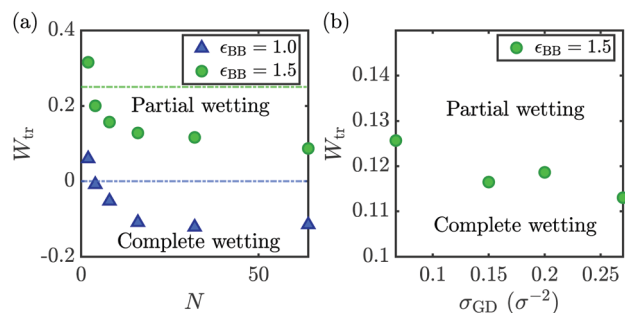 (a)
(b)
0.4
0.2
0
-0.2
W_tr
ϵ_BB = 1.0
ϵ_BB = 1.5
Partial wetting
Complete wetting
0
50
N
0.15
0.14
0.13
0.12
0.11
0.1
W_tr
ϵ_BB = 1.5
Partial wetting
Complete wetting
0.1
0.15
0.2
0.25
σ_GD (σ⁻²)